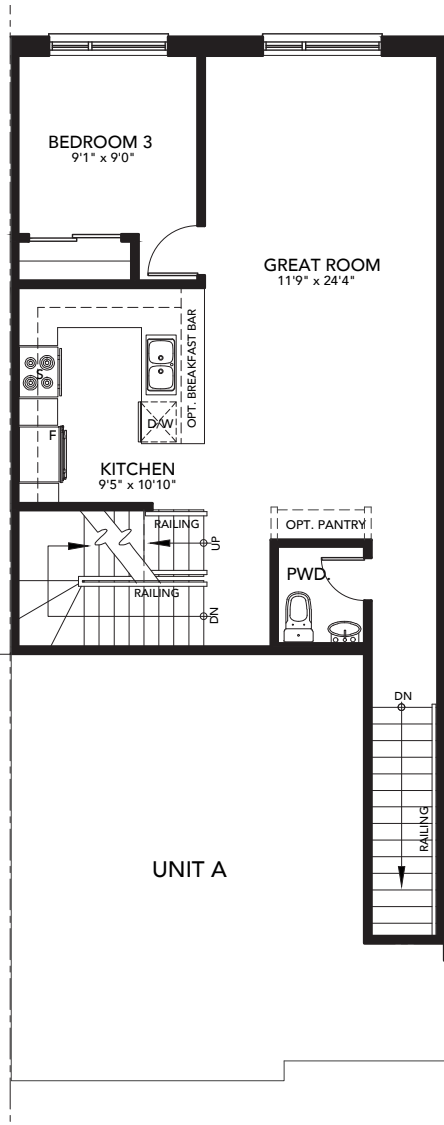 BEDROOM 3
9'1" x 9'0"
GREAT ROOM
11'9" x 24'4"
OPT. BREAKFAST BAR
S
D/W
F
KITCHEN
9'5" x 10'10"
RAILING
UP
OPT. PANTRY
PWD.
RAILING
DN
DN
RAILING
UNIT A